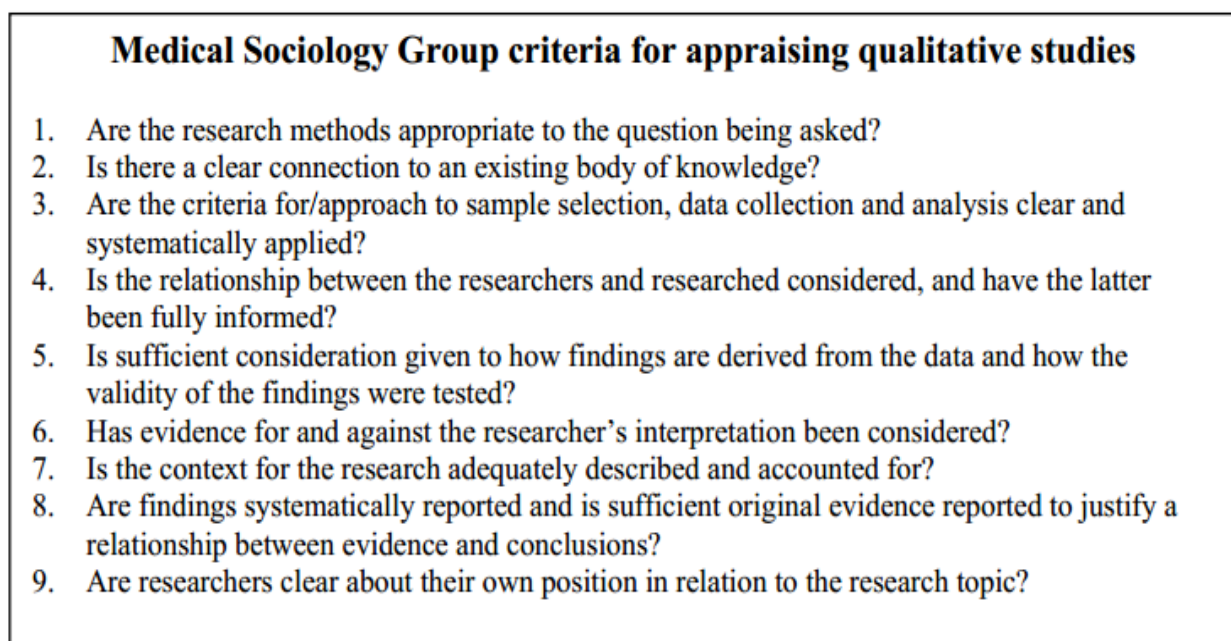 Medical Sociology Group criteria for appraising qualitative studies
1. Are the research methods appropriate to the question being asked?
2. Is there a clear connection to an existing body of knowledge?
3. Are the criteria for/approach to sample selection, data collection and analysis clear and
systematically applied?
4. Is the relationship between the researchers and researched considered, and have the latter
been fully informed?
5. Is sufficient consideration given to how findings are derived from the data and how the
validity of the findings were tested?
6. Has evidence for and against the researcher’s interpretation been considered?
7. Is the context for the research adequately described and accounted for?
8. Are findings systematically reported and is sufficient original evidence reported to justify a
relationship between evidence and conclusions?
9. Are researchers clear about their own position in relation to the research topic?